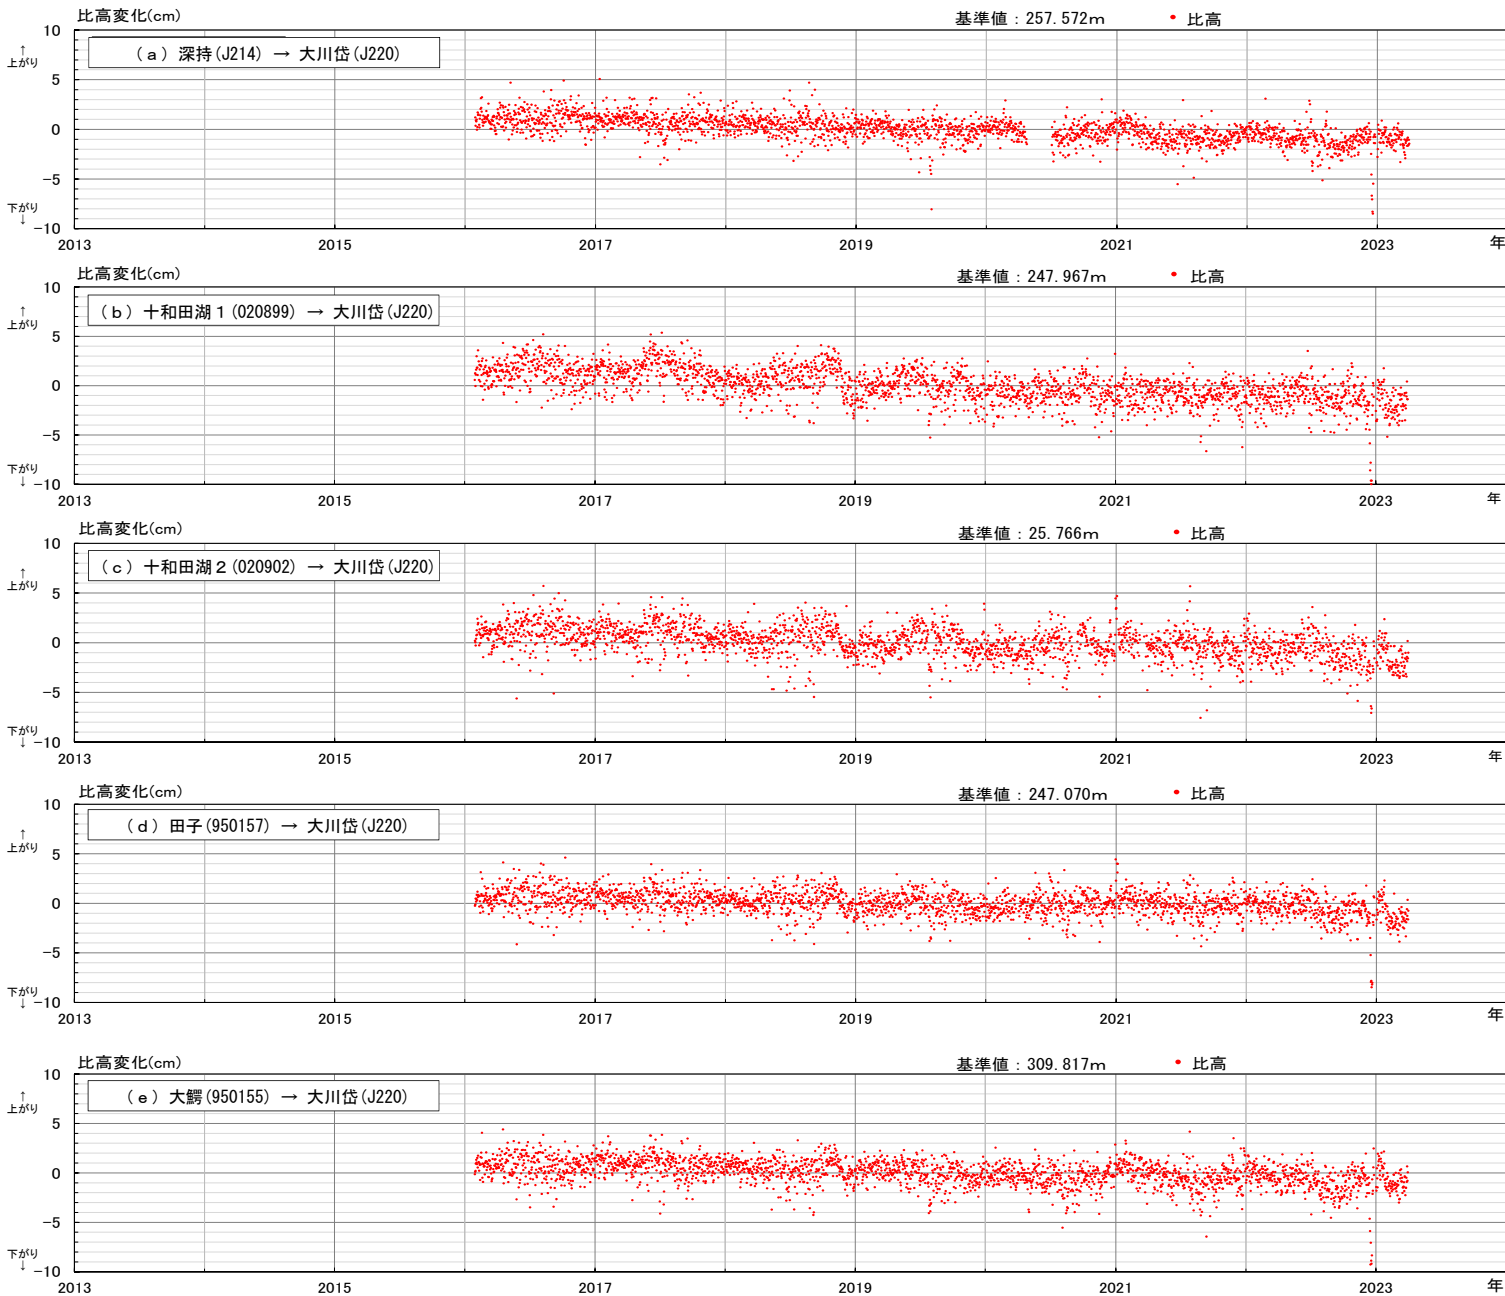 比高変化(cm)
基準値：257.572m
比高
10
(a) 深持(J214) → 大川岱(J220)
↑
上がり
5
0
-5
下がり
↓
-10
2013 2015 2017 2019 2021 2023 年
比高変化(cm)
基準値：247.967m
比高
10
(b) 十和田湖１(020899) → 大川岱(J220)
↑
上がり
5
0
-5
下がり
↓
-10
2013 2015 2017 2019 2021 2023 年
比高変化(cm)
基準値：25.766m
比高
10
(c) 十和田湖２(020902) → 大川岱(J220)
↑
上がり
5
0
-5
下がり
↓
-10
2013 2015 2017 2019 2021 2023 年
比高変化(cm)
基準値：247.070m
比高
10
(d) 田子(950157) → 大川岱(J220)
↑
上がり
5
0
-5
下がり
↓
-10
2013 2015 2017 2019 2021 2023 年
比高変化(cm)
基準値：309.817m
比高
10
(e) 大鰐(950155) → 大川岱(J220)
↑
上がり
5
0
-5
下がり
↓
-10
2013 2015 2017 2019 2021 2023 年